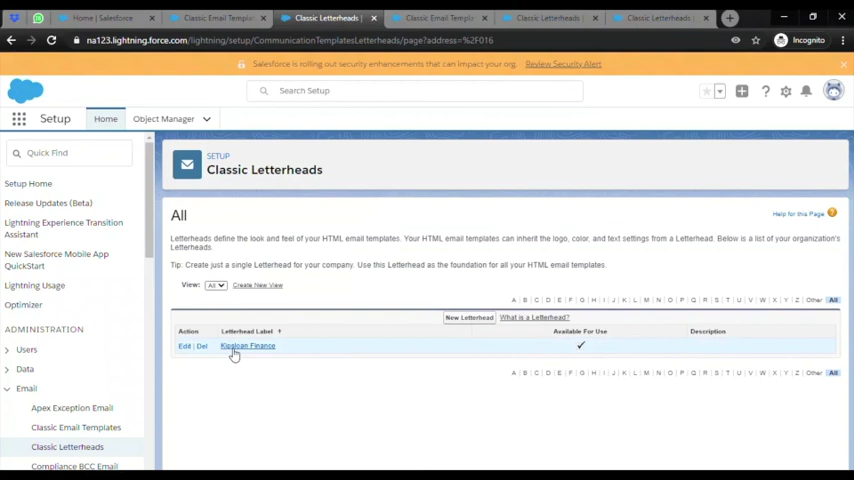 Home | Salesforce
Classic Email Templat
Classic Letterheads |
Classic Email Templa
Classic Letterheads |
Classic Letterheads |
na123.lightning.force.com/lightning/setup/CommunicationTemplatesLetterheads/page?address=%2F016
Incognito
Salesforce is rolling out security enhancements that can impact your org. Review Security Alert
Search Setup
Setup Home Object Manager
Quick Find
Setup Home
Release Updates (Beta)
Lightning Experience Transition
Assistant
New Salesforce Mobile App
QuickStart
Lightning Usage
Optimizer
ADMINISTRATION
Users
Data
Email
Apex Exception Email
Classic Email Templates
Classic Letterheads
Compliance BCC Email
SETUP
Classic Letterheads
All
Help for this Page
Letterheads define the look and feel of your HTML email templates. Your HTML email templates can inherit the logo, color, and text settings from a Letterhead. Below is a list of your organization's
Letterheads.
Tip: Create just a single Letterhead for your company. Use this Letterhead as the foundation for all your HTML email templates.
View: All Create New View
A | B | C | D | E | F | G | H | I | J | K | L | M | N | O | P | Q | R | S | T | U | V | W | X | Y | Z | Other | All
New Letterhead What is a Letterhead?
Action Letterhead Label ↑ Available For Use Description
Edit | Del Kipsloan Finance ✓
A | B | C | D | E | F | G | H | I | J | K | L | M | N | O | P | Q | R | S | T | U | V | W | X | Y | Z | Other | All